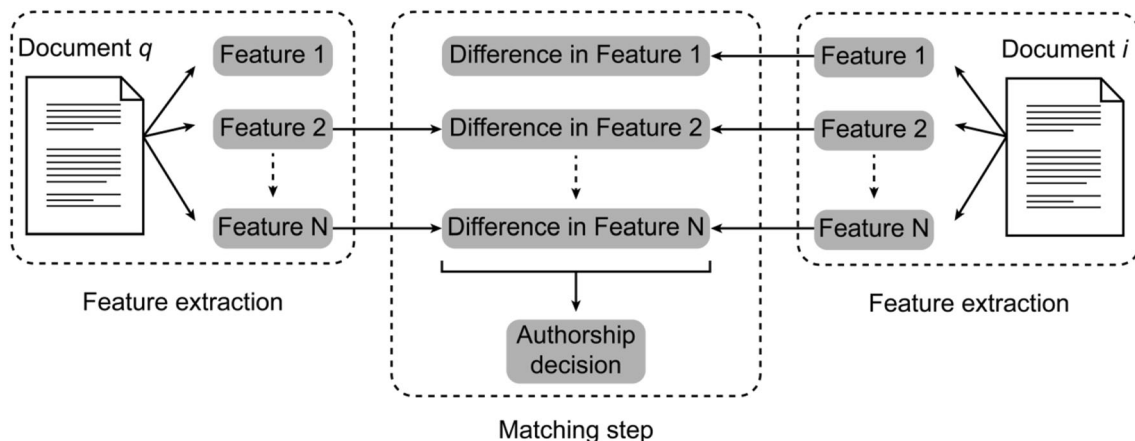 Document q
Feature 1
Feature 2
Feature N
Feature extraction
Difference in Feature 1
Difference in Feature 2
Difference in Feature N
Authorship
decision
Matching step
Document i
Feature 1
Feature 2
Feature N
Feature extraction